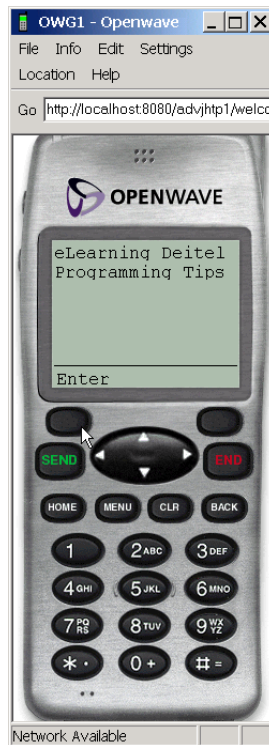 OWG1 - Openwave
File Info Edit Settings
Location Help
Go http://localhost:8080/advjhtp1/welco
OPENWAVE
eLearning Deitel
Programming Tips
Enter
SEND END
HOME MENU CLR BACK
1 2ABC 3DEF
4GHI 5JKL 6MNO
7PQRS 8TUV 9WXYZ
* · 0 + # =
Network Available